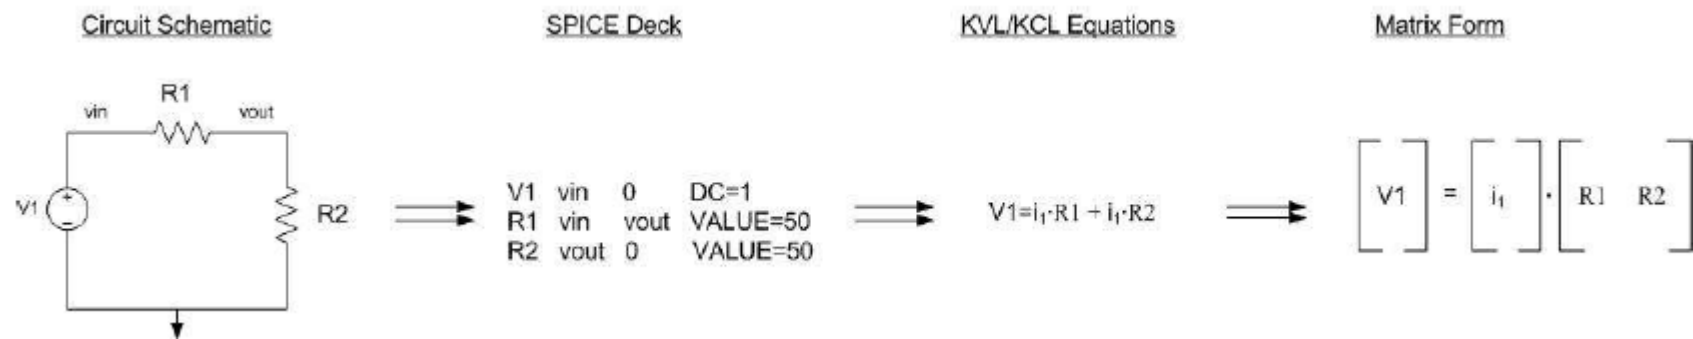 Circuit Schematic
SPICE Deck
KVL/KCL Equations
Matrix Form
R1
vin
vout
V1
R2
V1 vin 0 DC=1
R1 vin vout VALUE=50
R2 vout 0 VALUE=50
V1=i₁·R1 + i₁·R2
V1 = i₁ · R1 R2